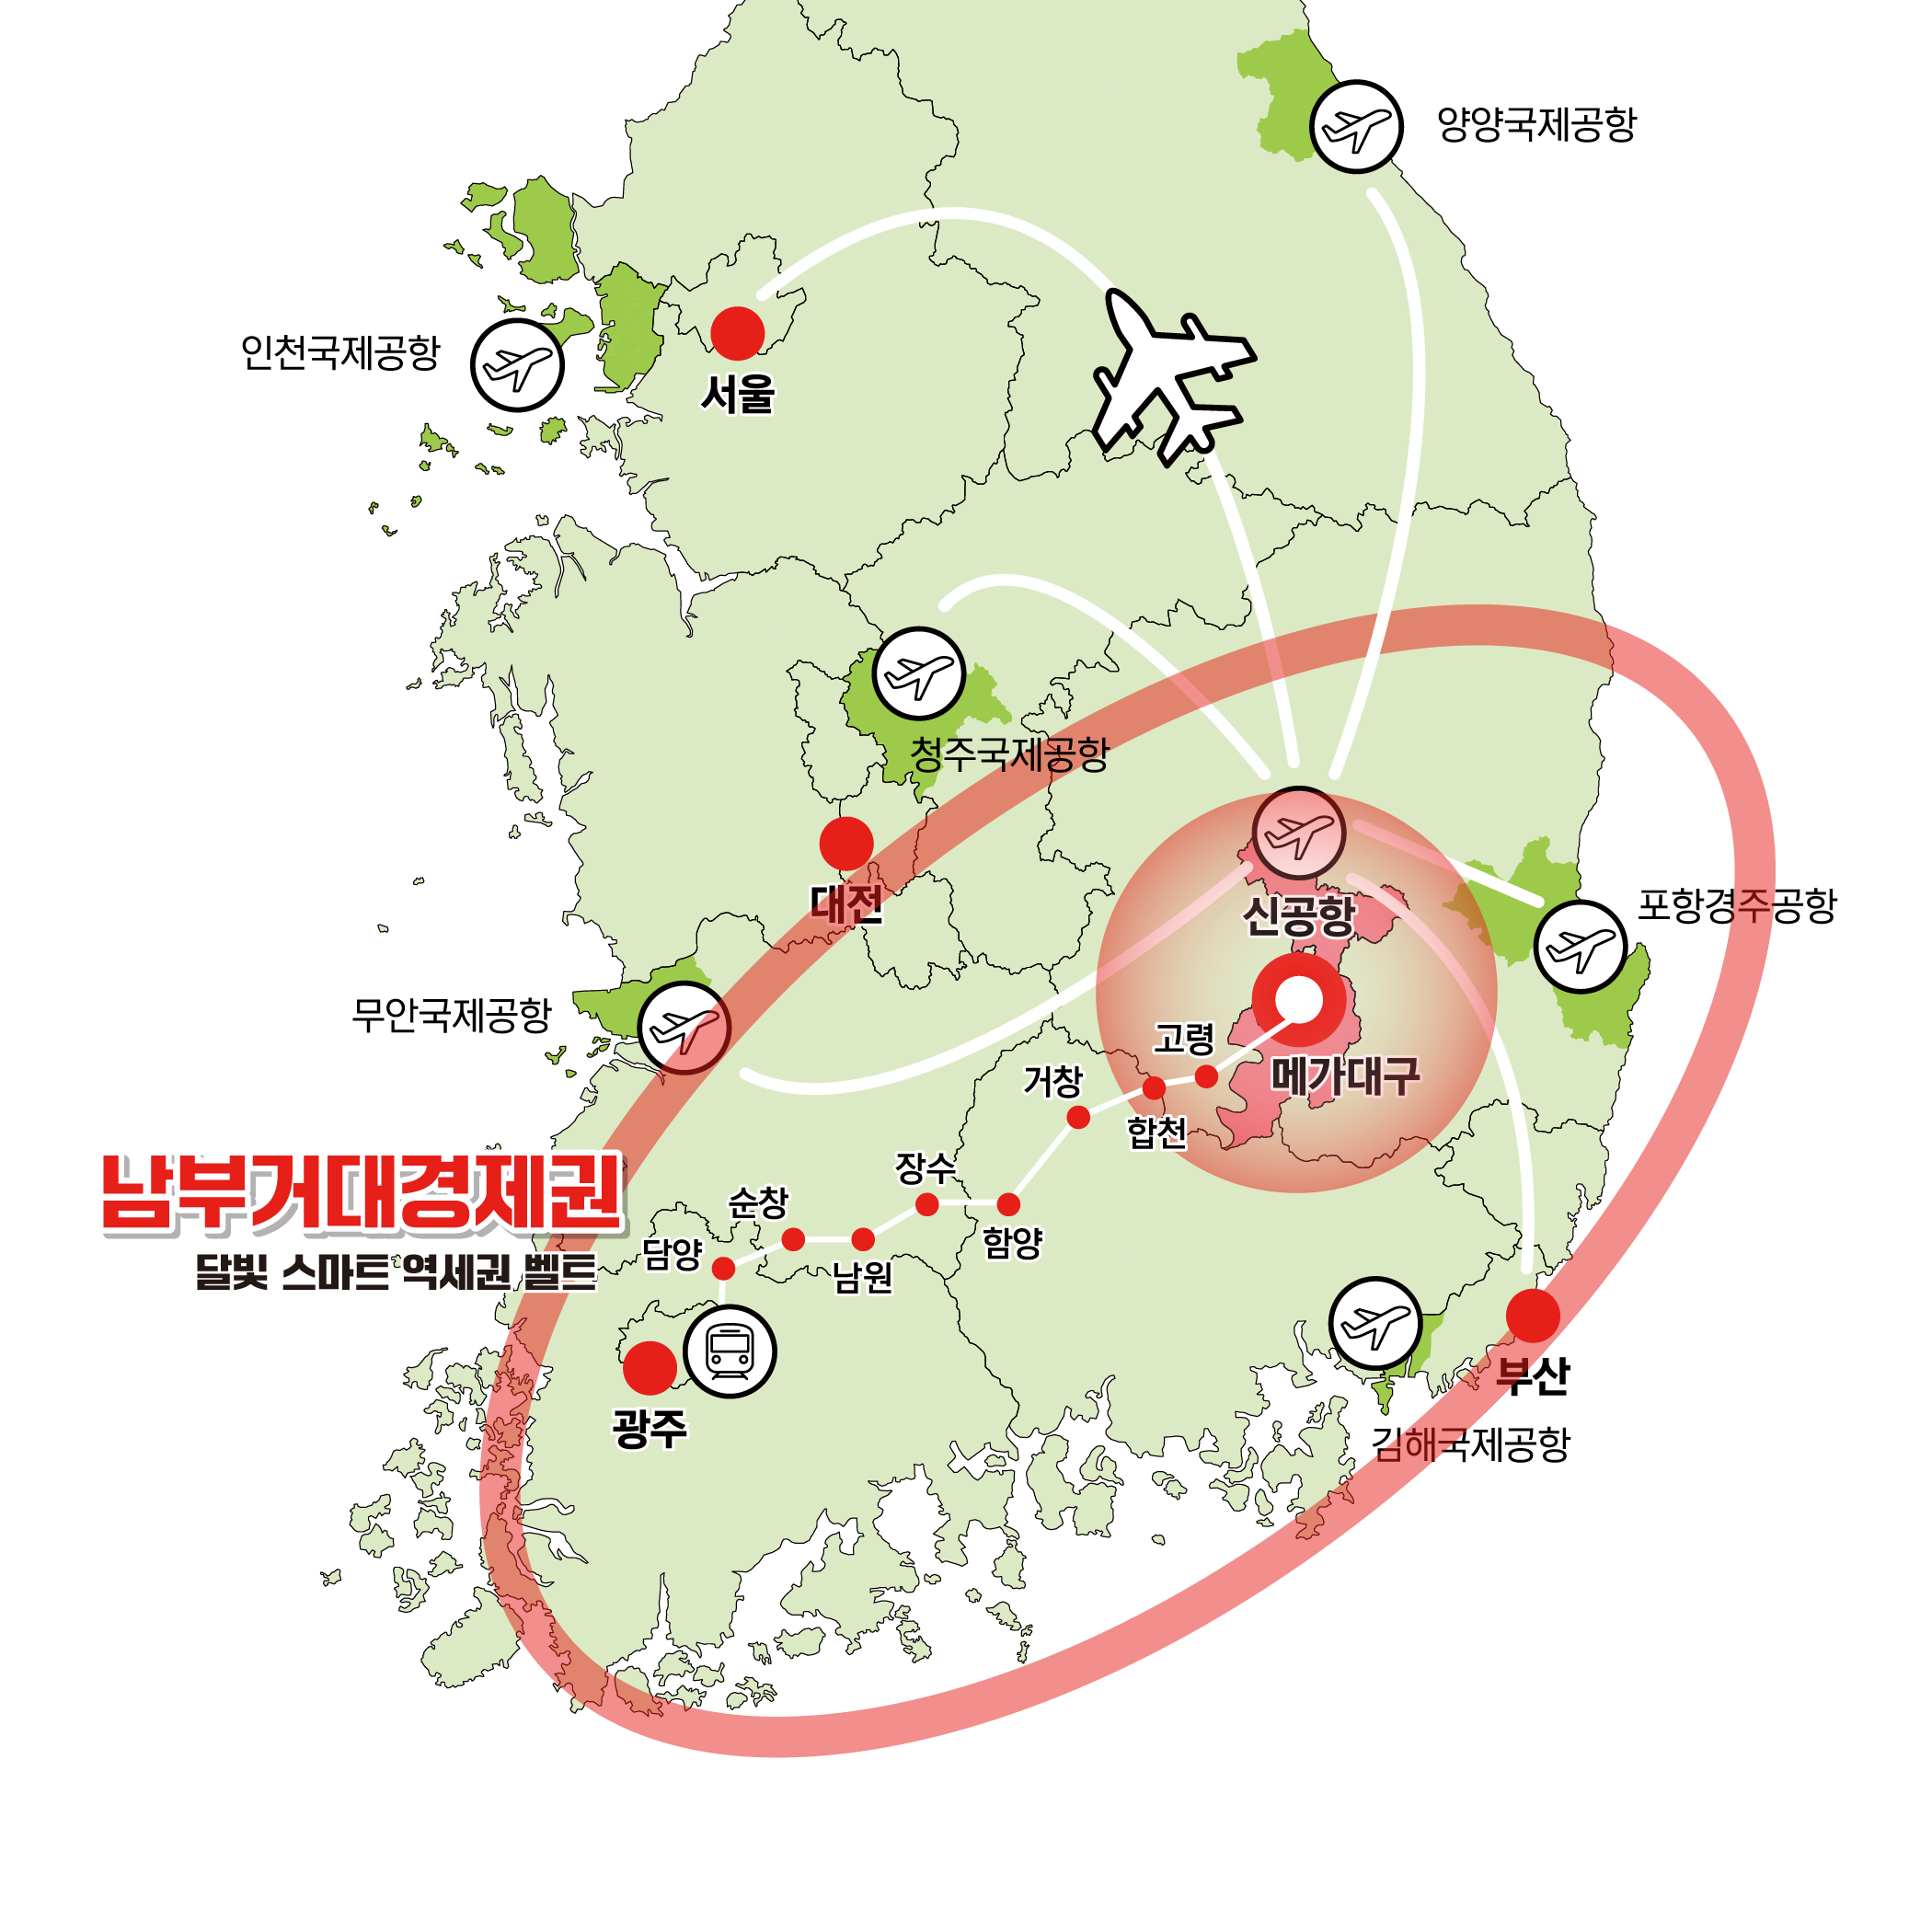 양양국제공항
인천국제공항
서울
청주국제공항
대전
신공항
포항경주공항
무안국제공항
고령
거창
메가대구
합천
남부거대경제권
장수
순창
함양
담양
달빛 스마트 역세권 벨트
남원
부산
광주
김해국제공항